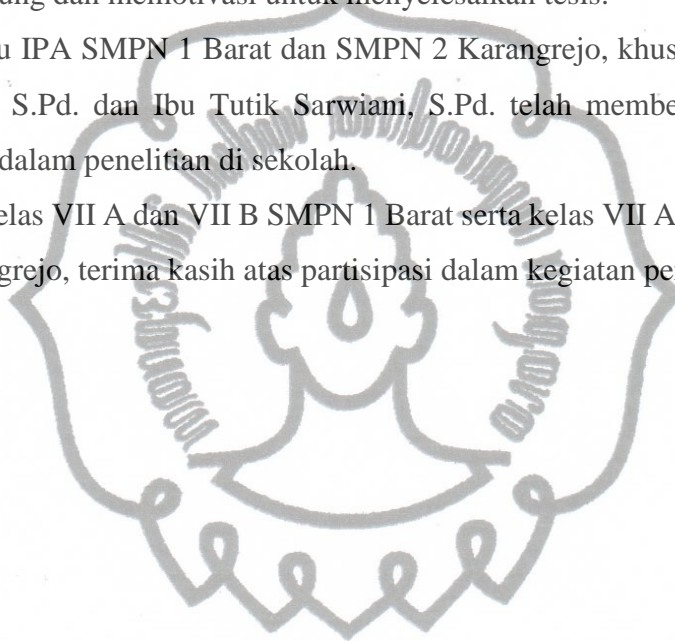 ung dan memotivasi untuk menyelesaikan tesis.
u IPA SMPN 1 Barat dan SMPN 2 Karangrejo, khus
S.Pd. dan Ibu Tutik Sarwiani, S.Pd. telah membe
dalam penelitian di sekolah.
elas VII A dan VII B SMPN 1 Barat serta kelas VII A
grejo, terima kasih atas partisipasi dalam kegiatan pe